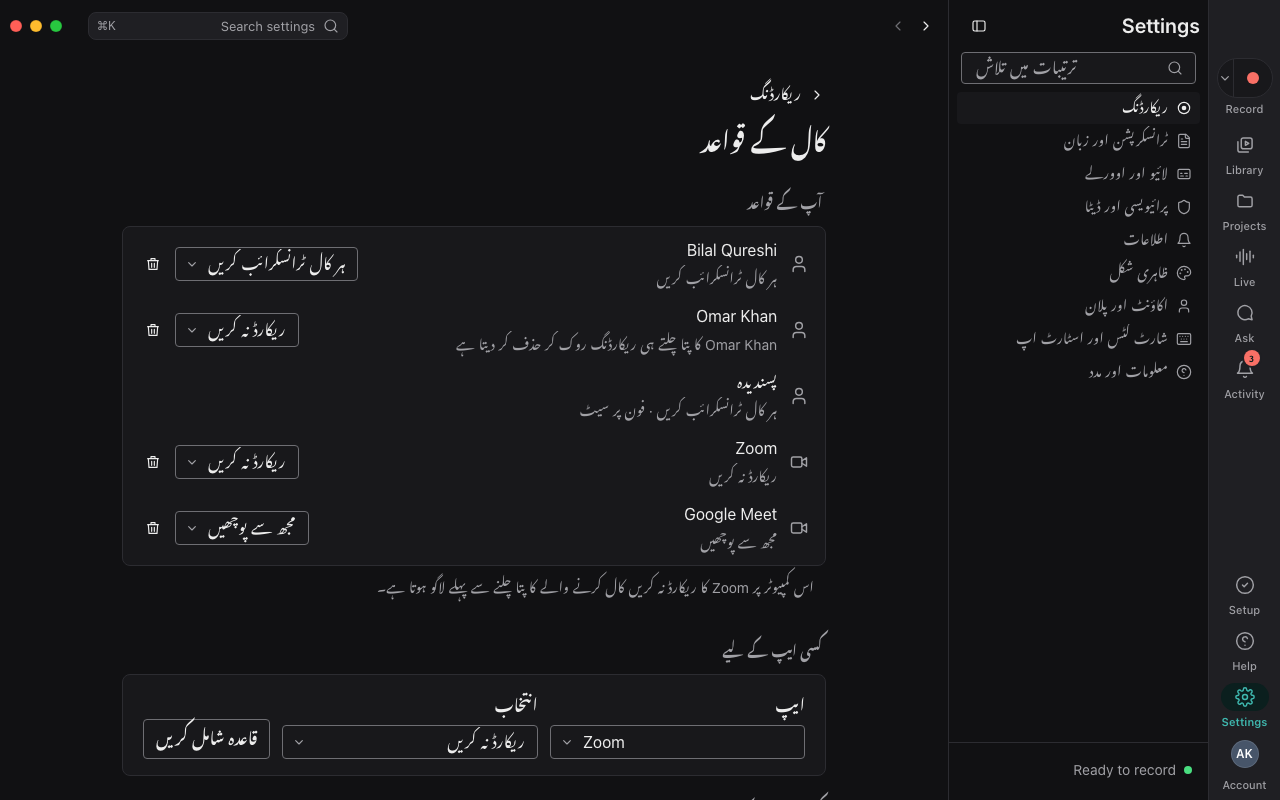 ⌘K
Search settings
Settings
ترتیبات میں تلاش
ریکارڈنگ
ٹرانسکرپشن اور زبان
لائیو اور اوورلے
پرائیویسی اور ڈیٹا
اطلاعات
ظاہری شکل
اکاؤنٹ اور پلان
شارٹ کٹس اور اسٹارٹ اپ
معلومات اور مدد
Ready to record
Record
Library
Projects
Live
Ask
3
Activity
Setup
Help
Settings
AK
Account
ریکارڈنگ
کال کے قواعد
آپ کے قواعد
Bilal Qureshi
ہر کال ٹرانسکرائب کریں
ہر کال ٹرانسکرائب کریں
Omar Khan
Omar Khan کا پتا چلتے ہی ریکارڈنگ روک کر حذف کر دیتا ہے
ریکارڈ نہ کریں
پسندیدہ
ہر کال ٹرانسکرائب کریں · فون پر سیٹ
Zoom
ریکارڈ نہ کریں
ریکارڈ نہ کریں
Google Meet
مجھ سے پوچھیں
مجھ سے پوچھیں
اس کمپیوٹر پر Zoom کا ریکارڈ نہ کریں کال کرنے والے کا پتا چلنے سے پہلے لاگو ہوتا ہے۔
کسی ایپ کے لیے
ایپ
Zoom
انتخاب
ریکارڈ نہ کریں
قاعدہ شامل کریں